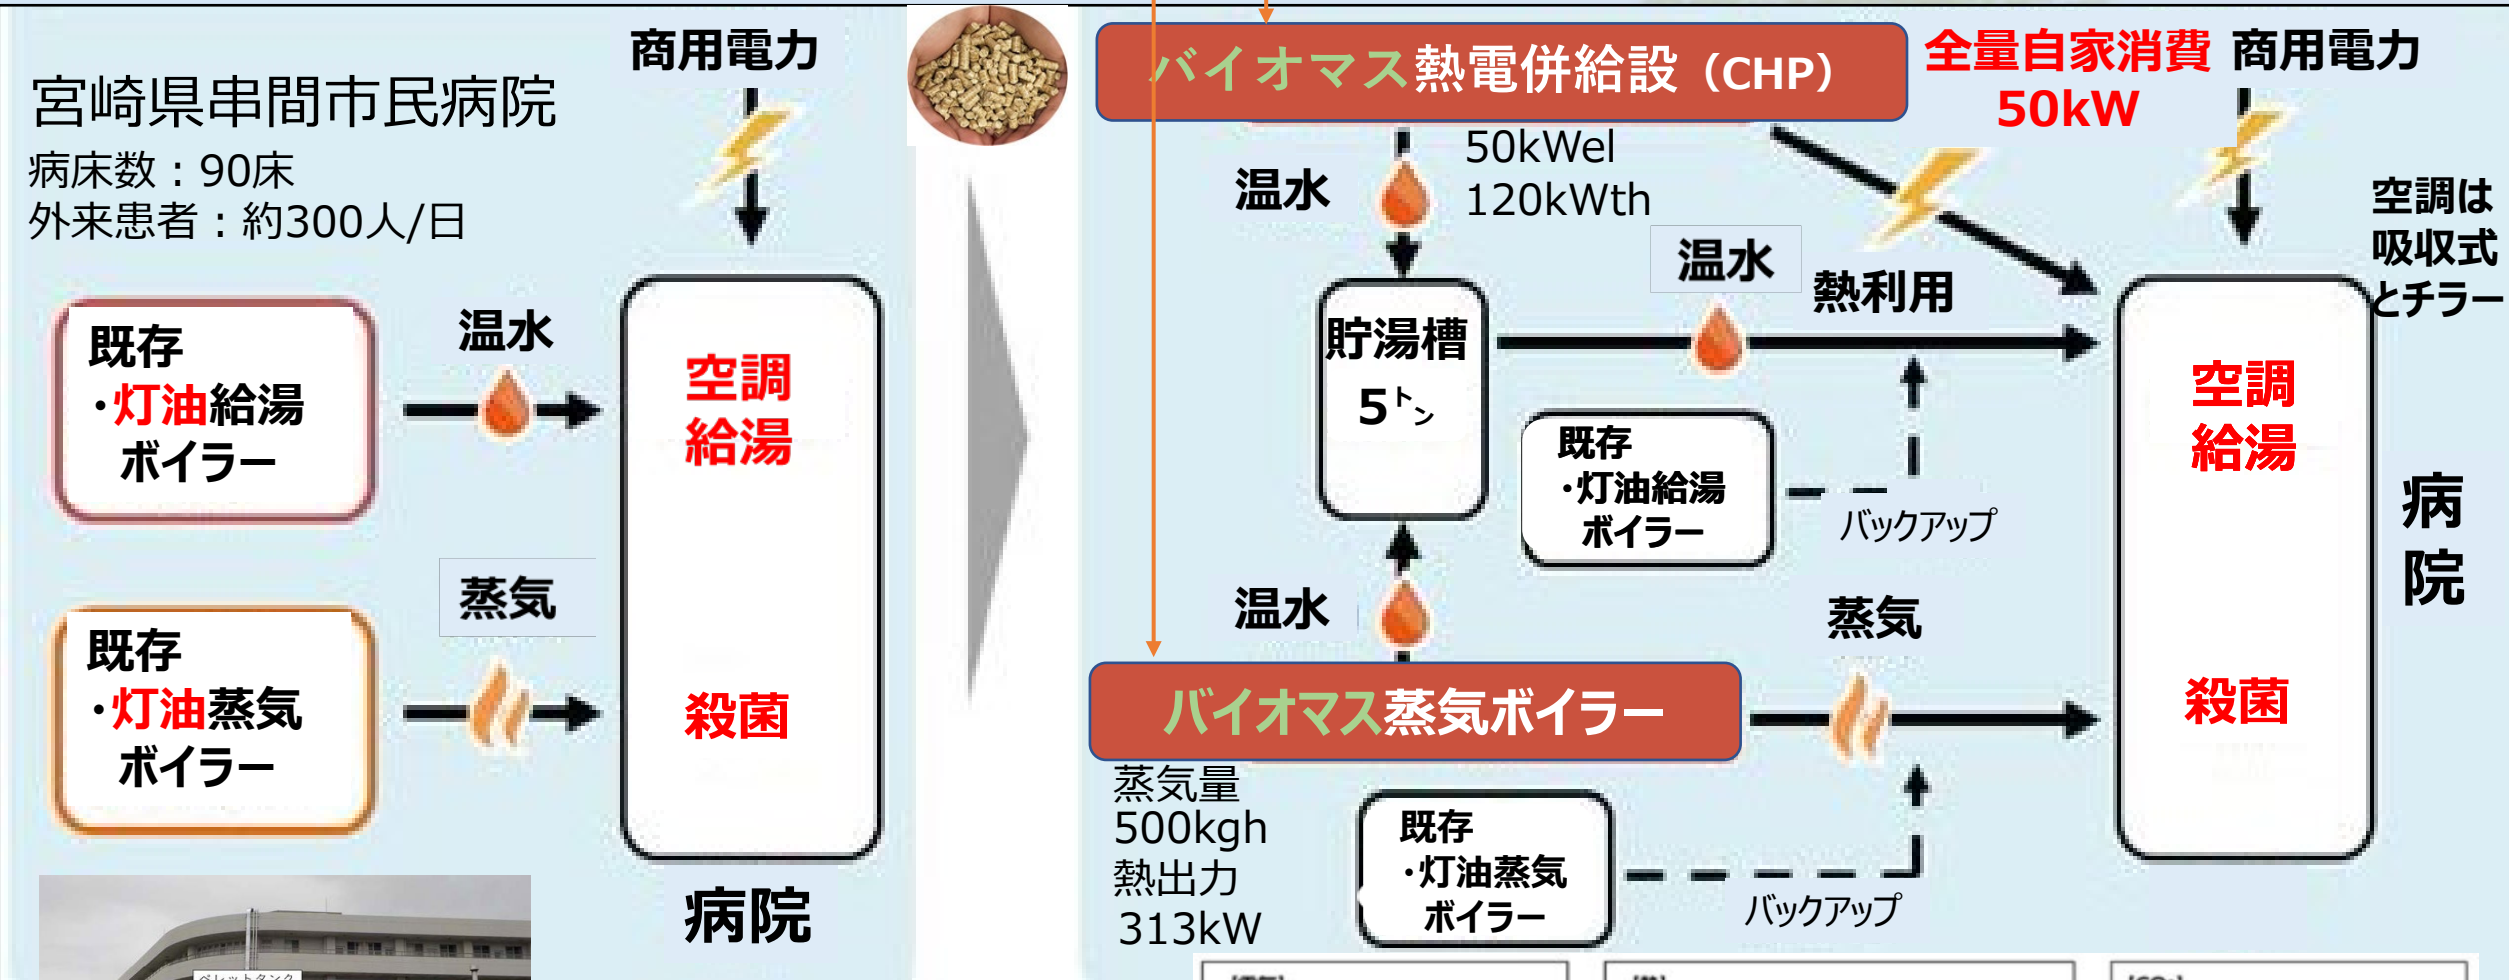 宮崎県串間市民病院
病床数：90床
外来患者：約300人/日
商用電力
既存
・灯油給湯
ボイラー
温水
空調
給湯
既存
・灯油蒸気
ボイラー
蒸気
殺菌
病院
ペレットタンク
バイオマス熱電併給設（CHP）
全量自家消費
50kW
商用電力
50kWel
120kWth
温水
温水
熱利用
空調は
吸収式
とチラー
貯湯槽
5トン
既存
・灯油給湯
ボイラー
バックアップ
空調
給湯
病
院
温水
蒸気
バイオマス蒸気ボイラー
殺菌
蒸気量
500kgh
熱出力
313kW
既存
・灯油蒸気
ボイラー
バックアップ